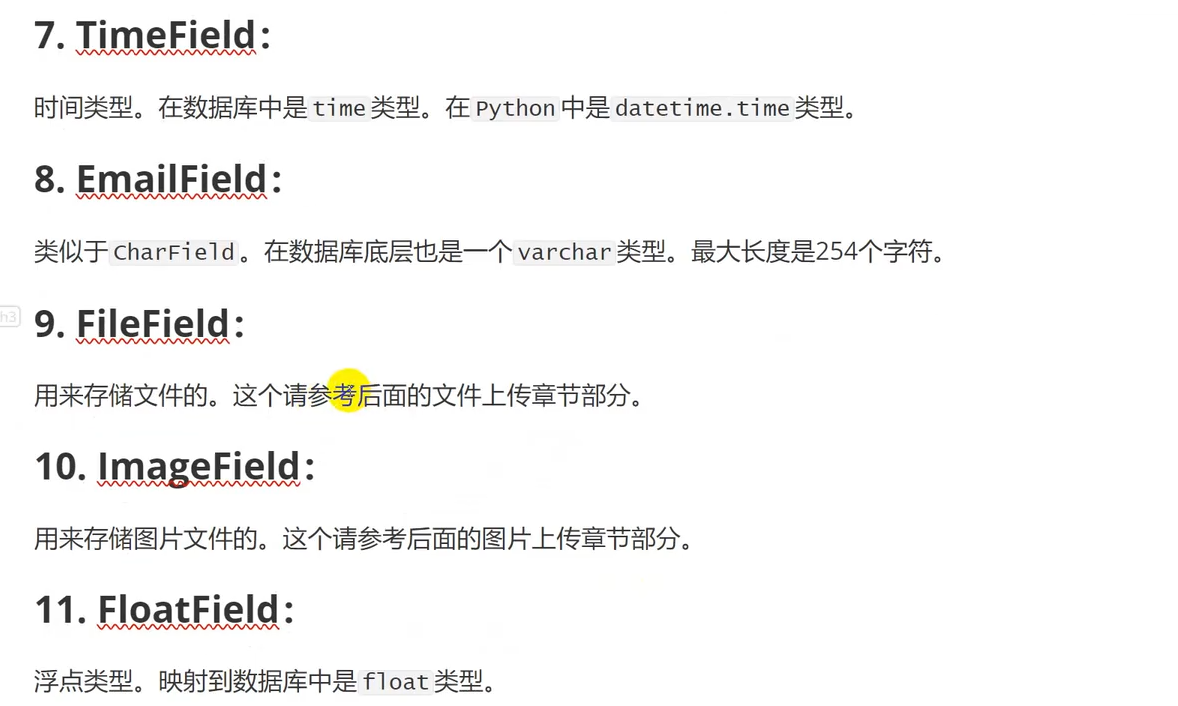 7. TimeField:
时间类型。在数据库中是time类型。在Python中是datetime.time类型。
8. EmailField:
类似于CharField。在数据库底层也是一个varchar类型。最大长度是254个字符。
h3
9. FileField:
用来存储文件的。这个请参考后面的文件上传章节部分。
10. ImageField:
用来存储图片文件的。这个请参考后面的图片上传章节部分。
11. FloatField:
浮点类型。映射到数据库中是float类型。